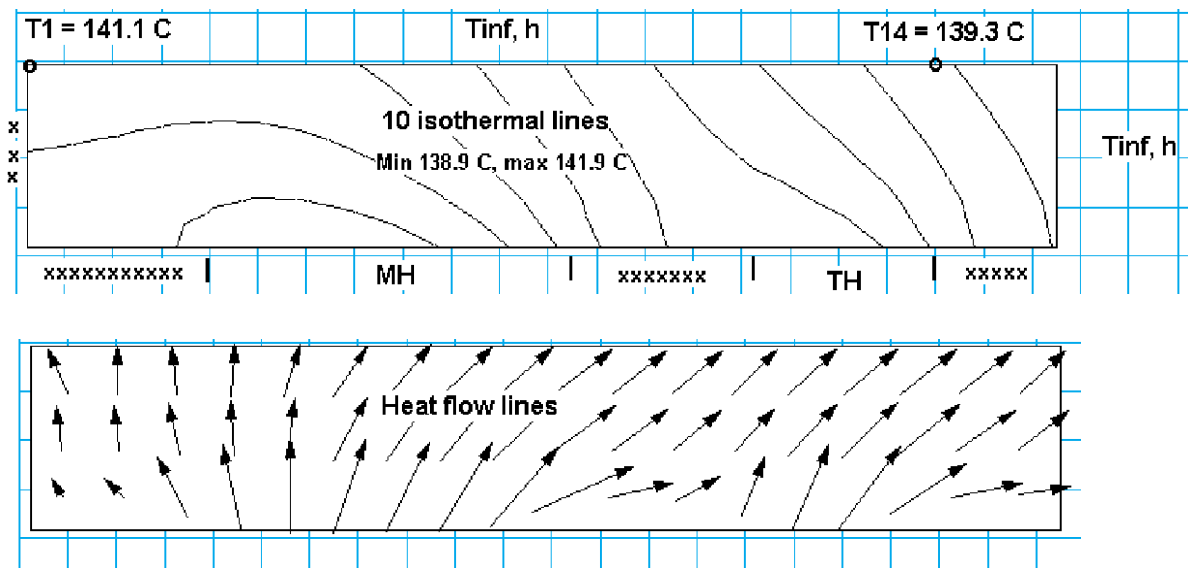 T1 = 141.1 C Tinf, h T14 = 139.3 C
10 isothermal lines
Min 138.9 C, max 141.9 C
Tinf, h
x
x
x
xxxxxxxxxxx MH xxxxxxx TH xxxxx
Heat flow lines